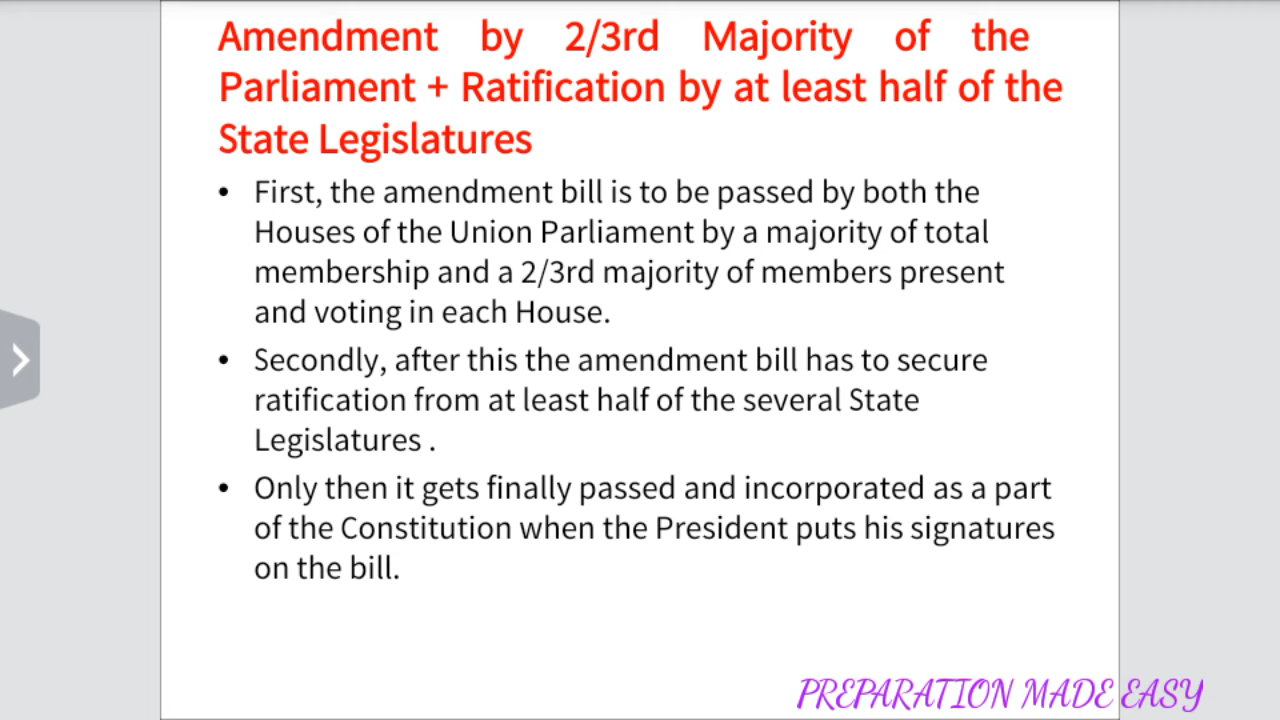 Amendment by 2/3rd Majority of the
Parliament + Ratification by at least half of the
State Legislatures
• First, the amendment bill is to be passed by both the
Houses of the Union Parliament by a majority of total
membership and a 2/3rd majority of members present
and voting in each House.
• Secondly, after this the amendment bill has to secure
ratification from at least half of the several State
Legislatures .
• Only then it gets finally passed and incorporated as a part
of the Constitution when the President puts his signatures
on the bill.
PREPARATION MADE EASY